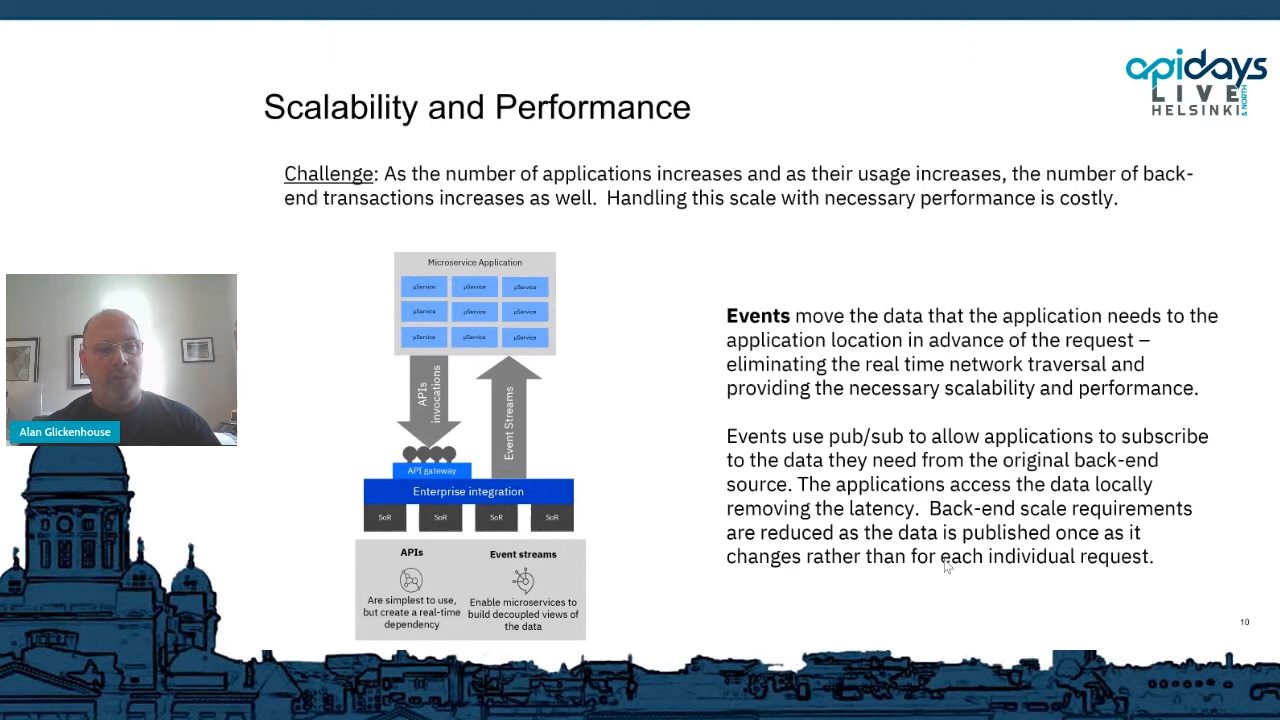 apidays
LIVE
HELSINKI
& NORTH
Scalability and Performance
Challenge: As the number of applications increases and as their usage increases, the number of back-
end transactions increases as well.  Handling this scale with necessary performance is costly.
Microservice Application
µService µService µService
µService µService µService
µService µService µService
APIs
invocations
Event Streams
API gateway
Enterprise integration
SoR SoR SoR SoR
APIs
Are simplest to use,
but create a real-time
dependency
Event streams
Enable microservices to
build decoupled views of
the data
Events move the data that the application needs to the
application location in advance of the request –
eliminating the real time network traversal and
providing the necessary scalability and performance.
Events use pub/sub to allow applications to subscribe
to the data they need from the original back-end
source. The applications access the data locally
removing the latency.  Back-end scale requirements
are reduced as the data is published once as it
changes rather than for each individual request.
Alan Glickenhouse
10